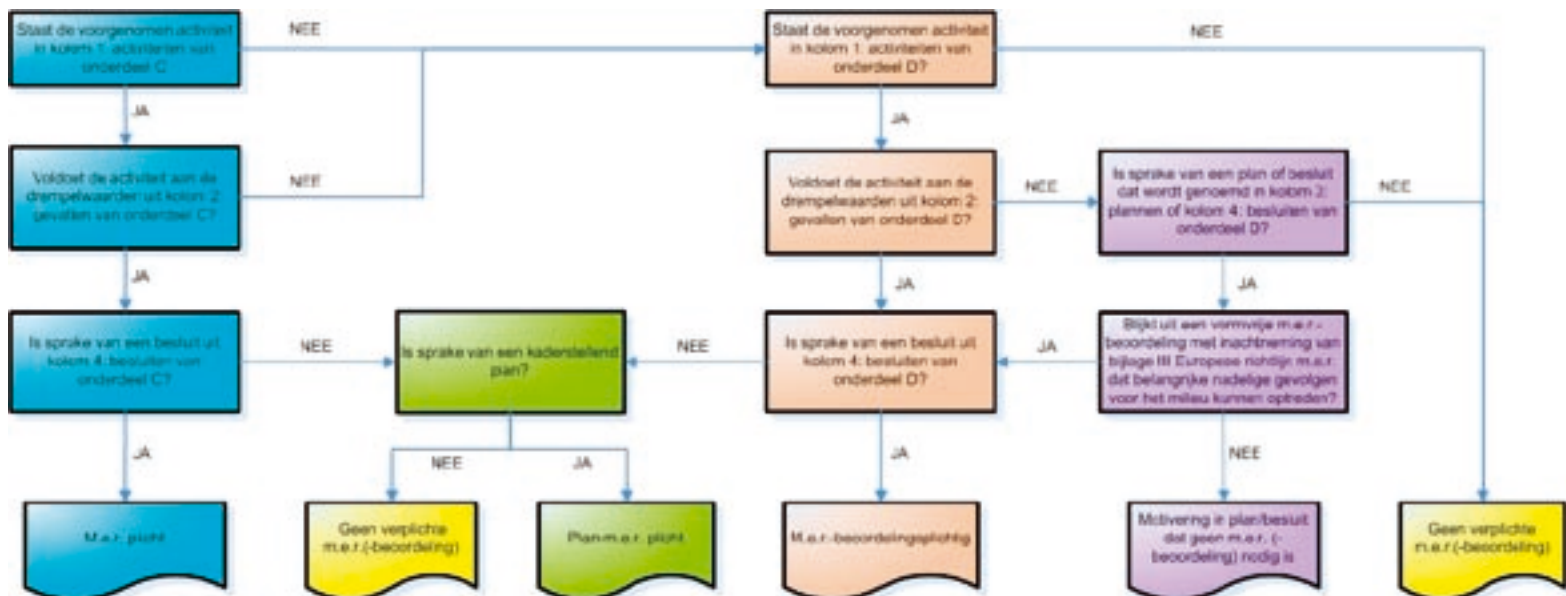 Staat de voorgenomen activiteit
in kolom 1: activiteiten van
onderdeel C
NEE
Staat de voorgenomen activiteit
in kolom 1: activiteiten van
onderdeel D?
NEE
JA
JA
Voldoet de activiteit aan de
drempelwaarden uit kolom 2:
gevallen van onderdeel C?
NEE
Voldoet de activiteit aan de
drempelwaarden uit kolom 2:
gevallen van onderdeel D?
NEE
Is sprake van een plan of besluit
dat wordt genoemd in kolom 3:
plannen of kolom 4: besluiten van
onderdeel D?
NEE
JA
JA
JA
Is sprake van een besluit uit
kolom 4: besluiten van
onderdeel C?
NEE
Is sprake van een kaderstellend
plan?
NEE
Is sprake van een besluit uit
kolom 4: besluiten van
onderdeel D?
JA
Blijkt uit een vormvrije m.e.r.-
beoordeling met inachtneming van
bijlage III Europese richtlijn m.e.r.
dat belangrijke nadelige gevolgen
voor het milieu kunnen optreden?
JA
NEE
JA
JA
NEE
M.e.r. plicht
Geen verplichte
m.e.r.(-beoordeling)
Plan-m.e.r. plicht
M.e.r.-beoordelingsplichtig
Motivering in plan/besluit
dat geen m.e.r. (-
beoordeling) nodig is
Geen verplichte
m.e.r.(-beoordeling)